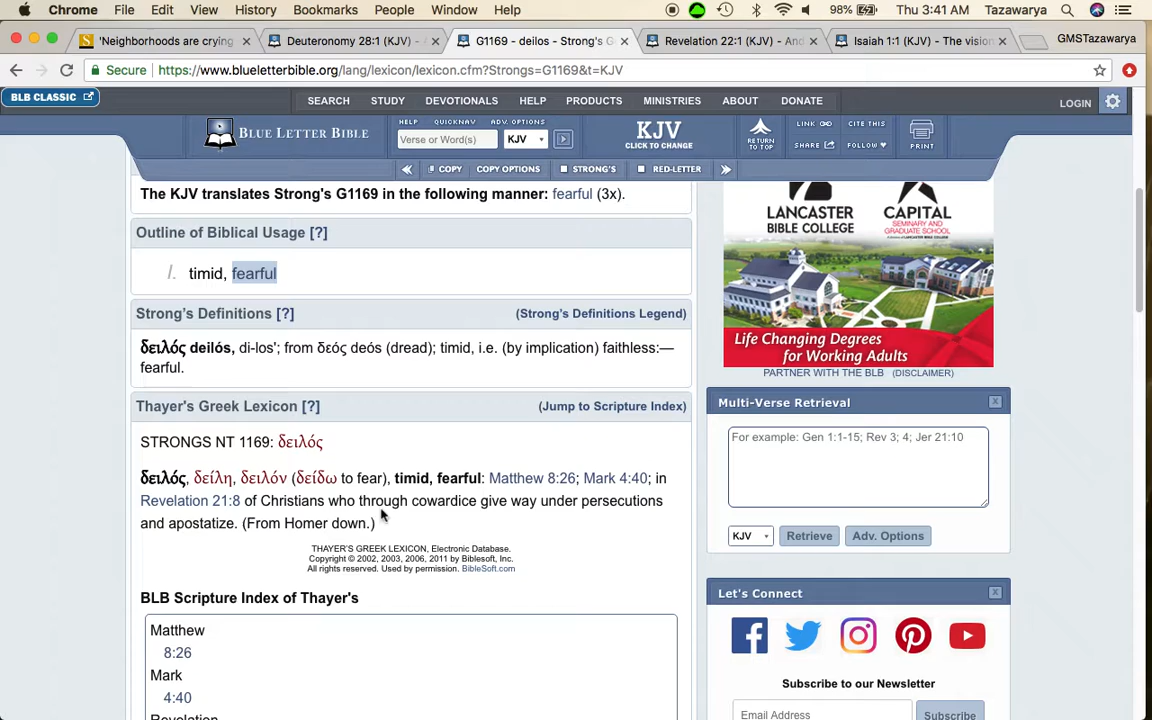 Chrome File Edit View History Bookmarks People Window Help 98% Thu 3:41 AM Tazawarya
'Neighborhoods are crying Deuteronomy 28:1 (KJV) - A G1169 - deilos - Strong's G Revelation 22:1 (KJV) - And Isaiah 1:1 (KJV) - The vision GMSTazawarya
Secure https://www.blueletterbible.org/lang/lexicon/lexicon.cfm?Strongs=G1169&t=KJV
BLB CLASSIC SEARCH STUDY DEVOTIONALS HELP PRODUCTS MINISTRIES ABOUT DONATE LOGIN
HELP QUICKNAV ADV. OPTIONS LINK CITE THIS
BLUE LETTER BIBLE Verse or Word(s) KJV KJV
CLICK TO CHANGE RETURN TO TOP SHARE FOLLOW PRINT
COPY COPY OPTIONS STRONG'S RED-LETTER
The KJV translates Strong's G1169 in the following manner: fearful (3x).
Outline of Biblical Usage [?]
I. timid, fearful
Strong's Definitions [?] (Strong's Definitions Legend)
δειλός deilós, di-los'; from δεός deós (dread); timid, i.e. (by implication) faithless:—
fearful.
Thayer's Greek Lexicon [?] (Jump to Scripture Index)
STRONGS NT 1169: δειλός
δειλός, δείλη, δειλόν (δείδω to fear), timid, fearful: Matthew 8:26; Mark 4:40; in
Revelation 21:8 of Christians who through cowardice give way under persecutions
and apostatize. (From Homer down.)
THAYER'S GREEK LEXICON, Electronic Database.
Copyright © 2002, 2003, 2006, 2011 by Biblesoft, Inc.
All rights reserved. Used by permission. BibleSoft.com
BLB Scripture Index of Thayer's
Matthew
8:26
Mark
4:40
Revelation
LANCASTER
BIBLE COLLEGE
CAPITAL
SEMINARY AND
GRADUATE SCHOOL
Life Changing Degrees
for Working Adults
PARTNER WITH THE BLB (DISCLAIMER)
Multi-Verse Retrieval X
For example: Gen 1:1-15; Rev 3; 4; Jer 21:10
KJV Retrieve Adv. Options
Let's Connect X
Subscribe to our Newsletter
Email Address Subscribe